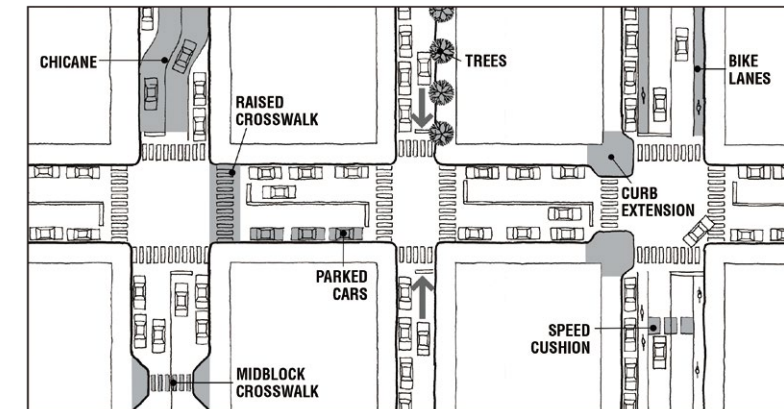 CHICANE
TREES
BIKE
LANES
RAISED
CROSSWALK
CURB
EXTENSION
PARKED
CARS
SPEED
CUSHION
MIDBLOCK
CROSSWALK